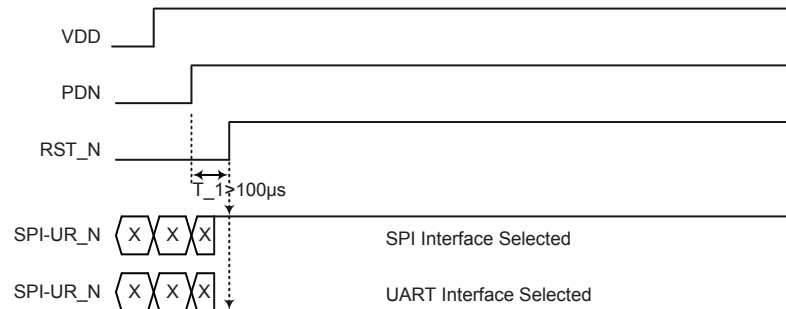 VDD
PDN
RST_N
T_1>100µs
SPI-UR_N X X X SPI Interface Selected
SPI-UR_N X X X UART Interface Selected